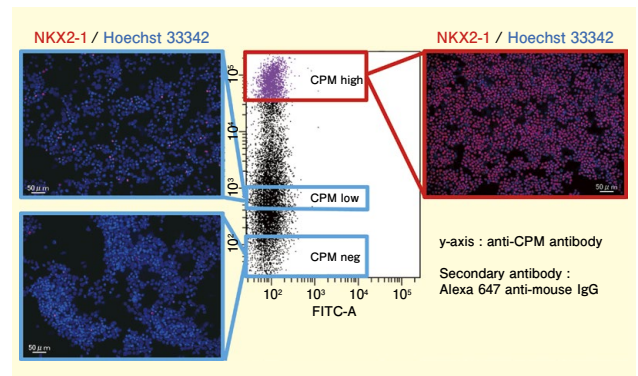 NKX2-1 / Hoechst 33342
NKX2-1 / Hoechst 33342
50 μm
50 μm
50 μm
10⁵
10⁴
10³
10²
CPM high
CPM low
CPM neg
10² 10³ 10⁴ 10⁵
FITC-A
y-axis : anti-CPM antibody
Secondary antibody :
Alexa 647 anti-mouse IgG